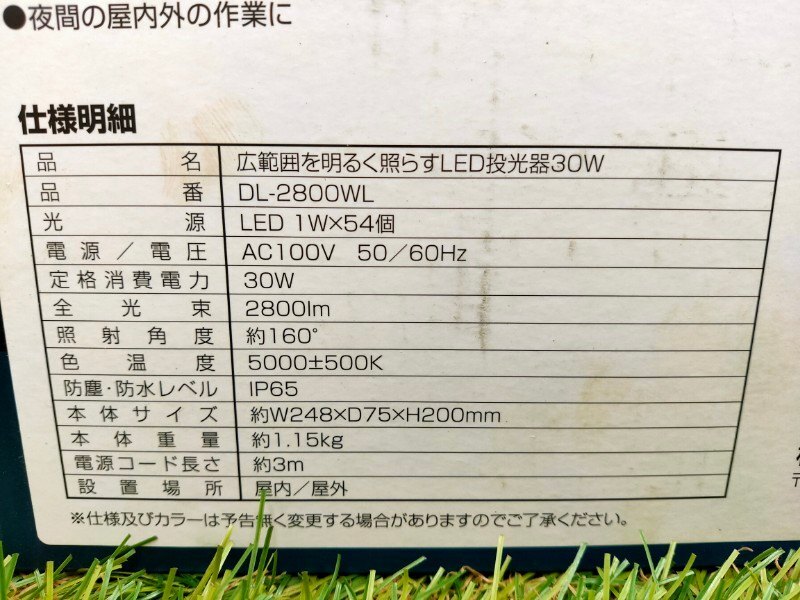 ●夜間の屋内外の作業に
仕様明細
品名 広範囲を明るく照らすLED投光器30W
品番 DL-2800WL
光源 LED 1W×54個
電源／電圧 AC100V 50／60Hz
定格消費電力 30W
全光束 2800lm
照射角度 約160°
色温度 5000±500K
防塵・防水レベル IP65
本体サイズ 約W248×D75×H200mm
本体重量 約1.15kg
電源コード長さ 約3m
設置場所 屋内／屋外
※仕様及びカラーは予告無く変更する場合がありますのでご了承ください。